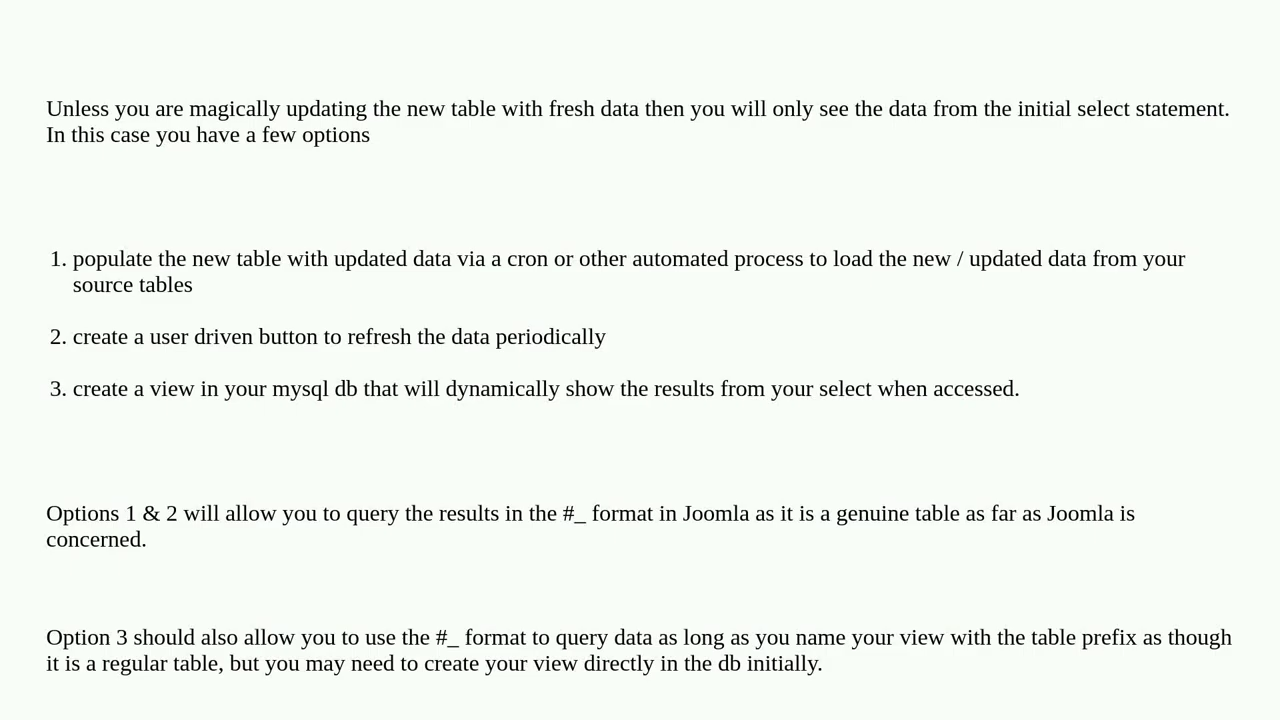 Unless you are magically updating the new table with fresh data then you will only see the data from the initial select statement.
In this case you have a few options
1. populate the new table with updated data via a cron or other automated process to load the new / updated data from your
source tables
2. create a user driven button to refresh the data periodically
3. create a view in your mysql db that will dynamically show the results from your select when accessed.
Options 1 & 2 will allow you to query the results in the #_ format in Joomla as it is a genuine table as far as Joomla is
concerned.
Option 3 should also allow you to use the #_ format to query data as long as you name your view with the table prefix as though
it is a regular table, but you may need to create your view directly in the db initially.